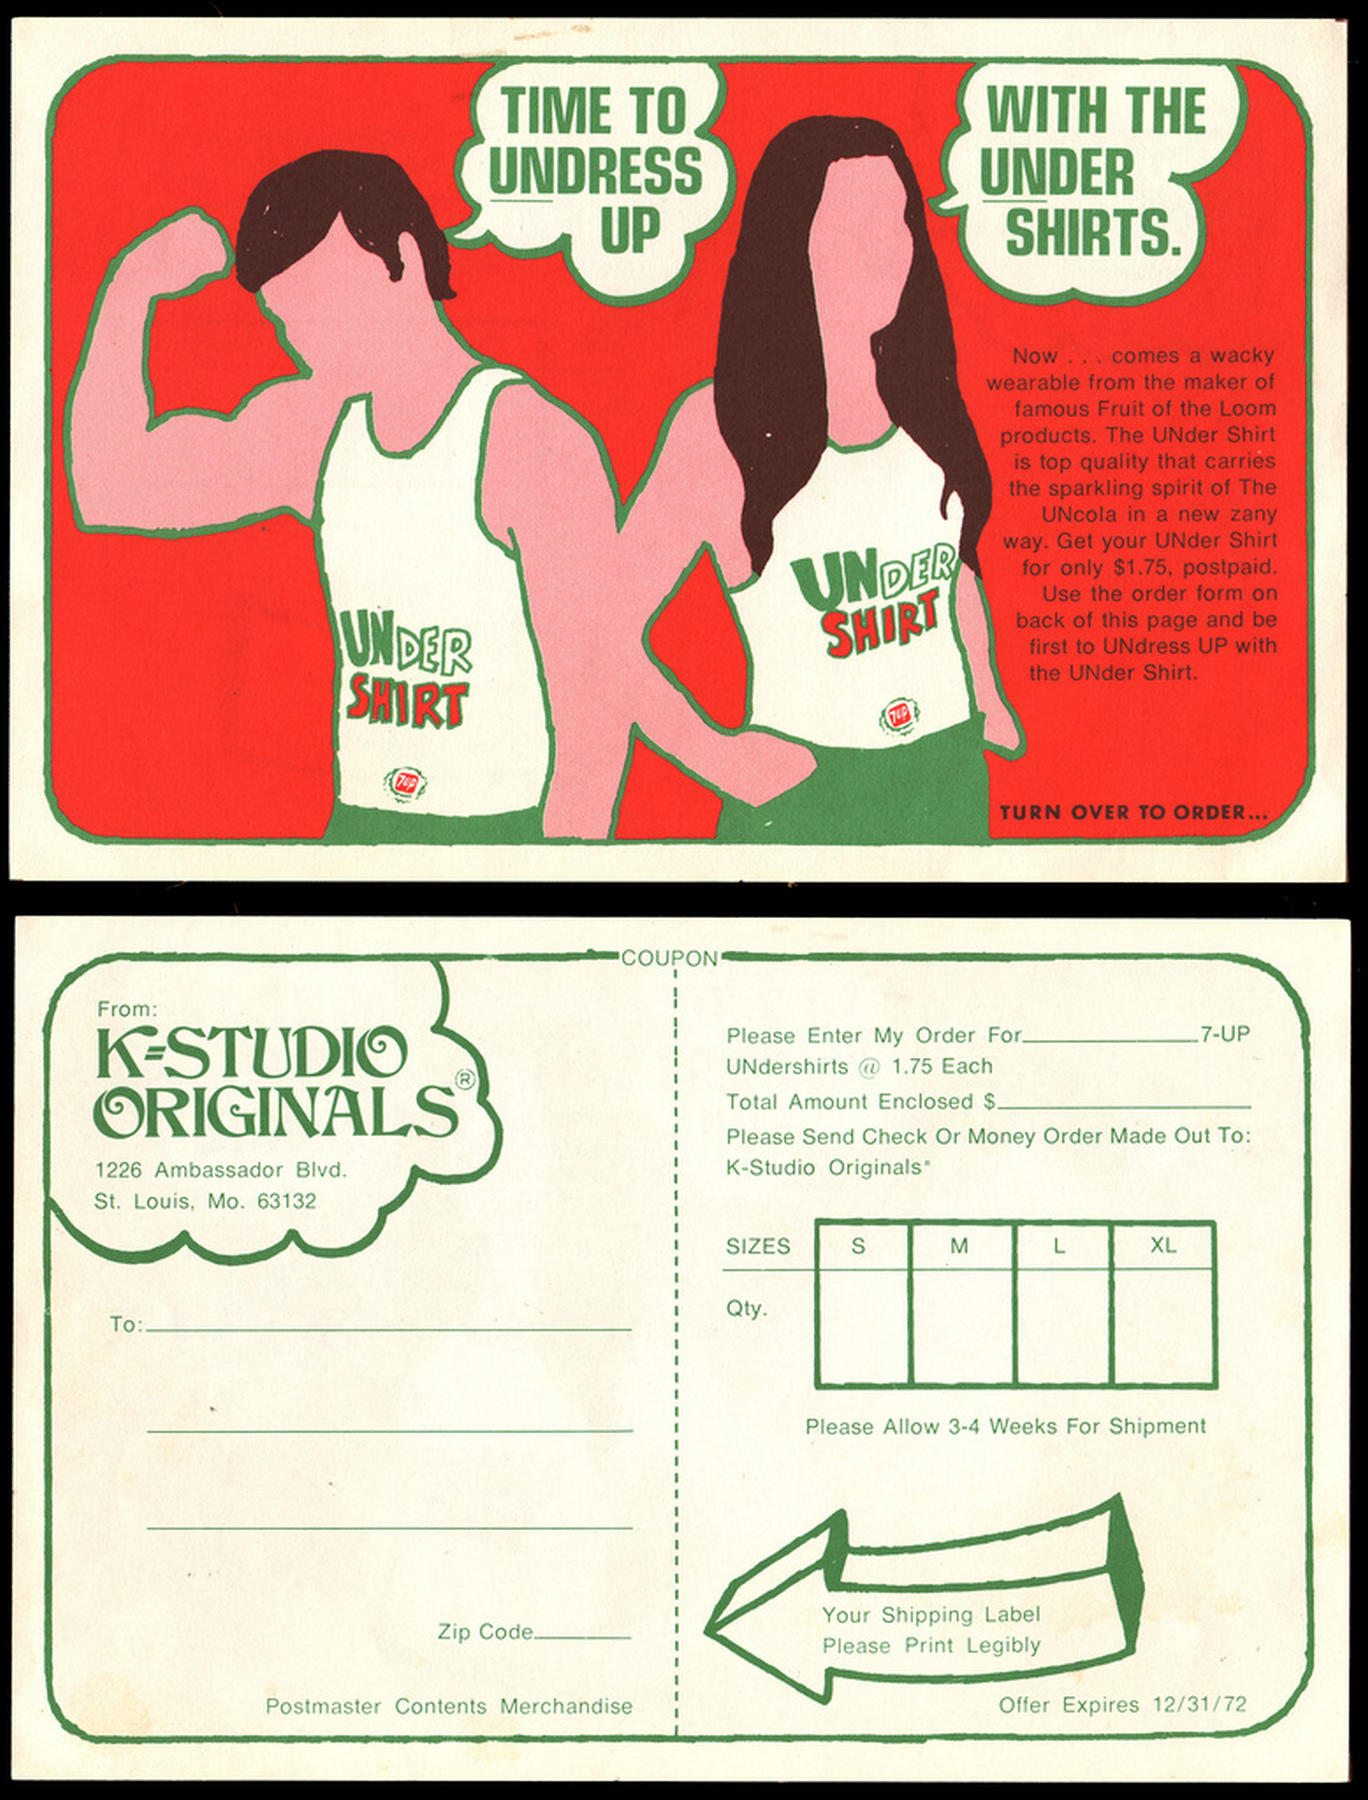 TIME TO
UNDRESS
UP
WITH THE
UNDER
SHIRTS.
Now . . . comes a wacky
wearable from the maker of
famous Fruit of the Loom
products. The UNder Shirt
is top quality that carries
the sparkling spirit of The
UNcola in a new zany
way. Get your UNder Shirt
for only $1.75, postpaid.
Use the order form on
back of this page and be
first to UNdress UP with
the UNder Shirt.
UNDER
SHIRT
7up
UNDER
SHIRT
7up
TURN OVER TO ORDER...
COUPON
From:
K-STUDIO
ORIGINALS®
1226 Ambassador Blvd.
St. Louis, Mo. 63132
To:
Zip Code
Postmaster Contents Merchandise
Please Enter My Order For 7-UP
UNdershirts @ 1.75 Each
Total Amount Enclosed $
Please Send Check Or Money Order Made Out To:
K-Studio Originals®
SIZES S M L XL
Qty.
Please Allow 3-4 Weeks For Shipment
Your Shipping Label
Please Print Legibly
Offer Expires 12/31/72